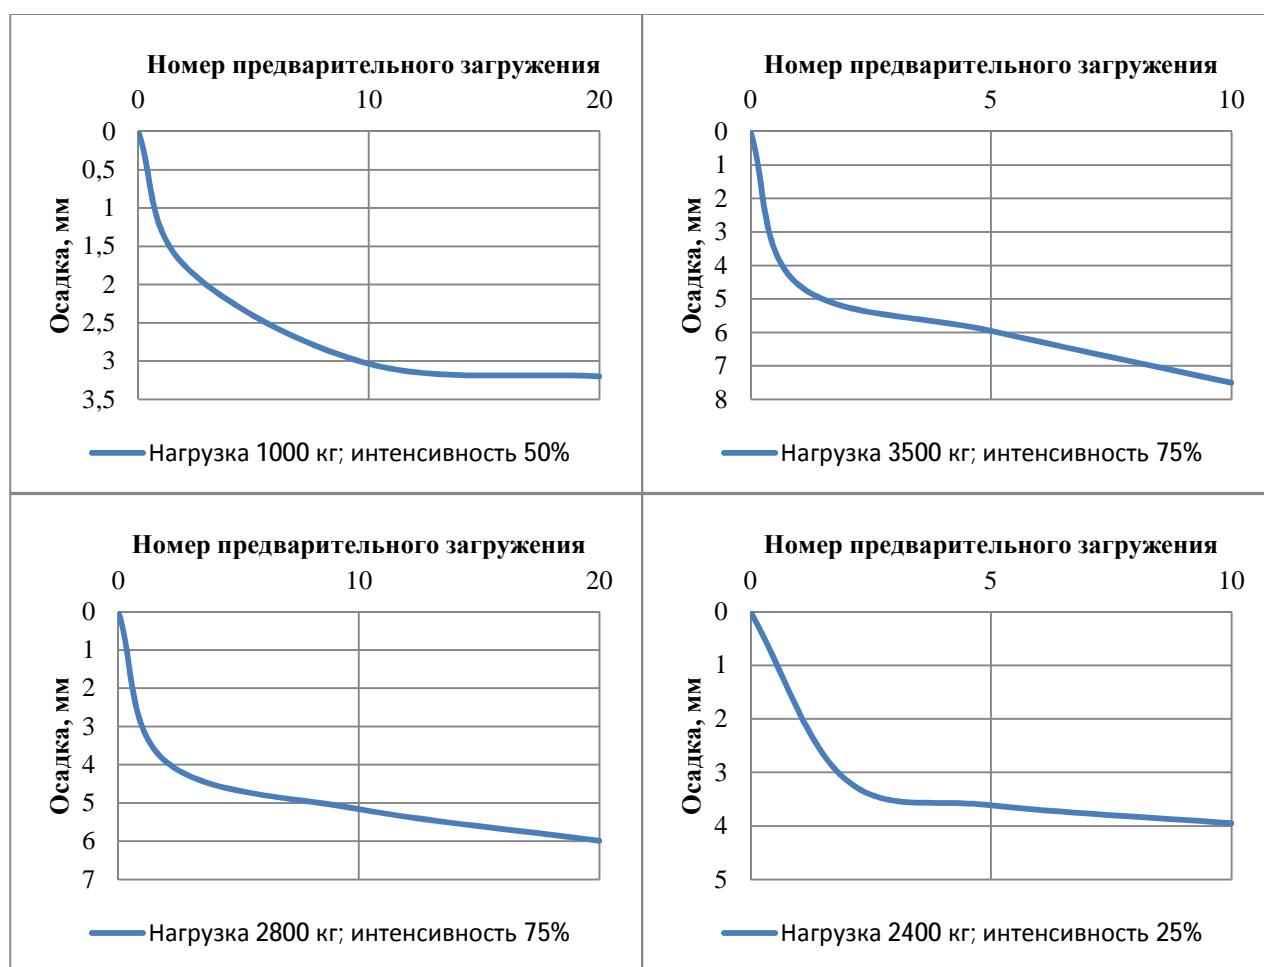 Номер предварительного загружения
0 10 20
0
0,5
1
1,5
2
2,5
3
3,5
Осадка, мм
Нагрузка 1000 кг; интенсивность 50%
Номер предварительного загружения
0 5 10
0
1
2
3
4
5
6
7
8
Осадка, мм
Нагрузка 3500 кг; интенсивность 75%
Номер предварительного загружения
0 10 20
0
1
2
3
4
5
6
7
Осадка, мм
Нагрузка 2800 кг; интенсивность 75%
Номер предварительного загружения
0 5 10
0
1
2
3
4
5
Осадка, мм
Нагрузка 2400 кг; интенсивность 25%